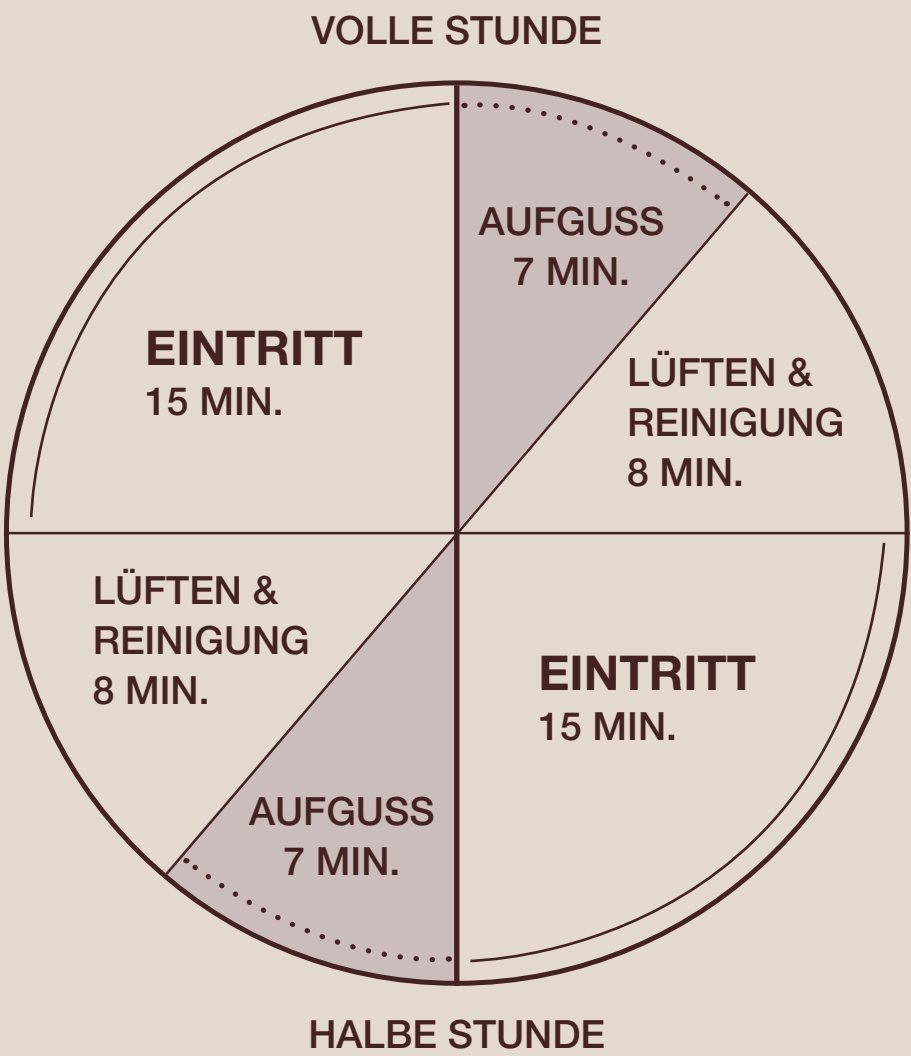 VOLLE STUNDE
AUFGUSS
7 MIN.
EINTRITT
15 MIN.
LÜFTEN &
REINIGUNG
8 MIN.
LÜFTEN &
REINIGUNG
8 MIN.
EINTRITT
15 MIN.
AUFGUSS
7 MIN.
HALBE STUNDE